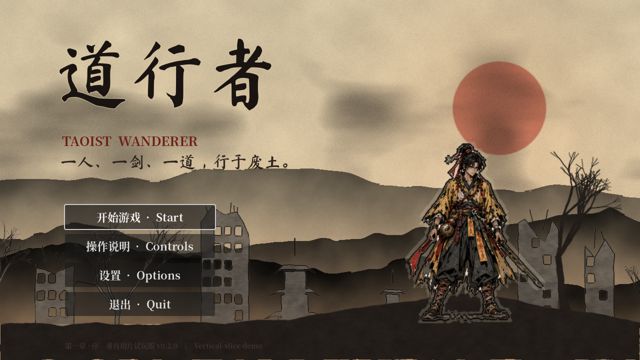 道行者
TAOIST WANDERER
一人、一剑、一道，行于废土。
开始游戏 · Start
操作说明 · Controls
设置 · Options
退出 · Quit
Vertical-slice demo